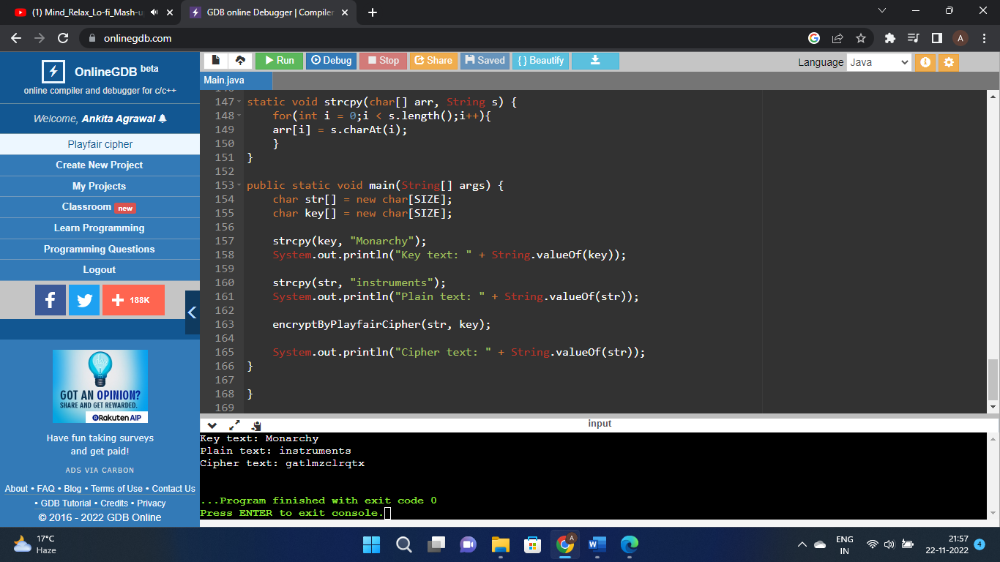 (1) Mind_Relax_Lo-fi_Mash-u
GDB online Debugger | Compiler
onlinegdb.com
A
OnlineGDB beta
online compiler and debugger for c/c++
Welcome, Ankita Agrawal
Playfair cipher
Create New Project
My Projects
Classroom new
Learn Programming
Programming Questions
Logout
f
+ 188K
GOT AN OPINION?
SHARE AND GET REWARDED.
Rakuten AIP
Have fun taking surveys
and get paid!
ADS VIA CARBON
About • FAQ • Blog • Terms of Use • Contact Us
• GDB Tutorial • Credits • Privacy
© 2016 - 2022 GDB Online
Run Debug Stop Share Saved { } Beautify
Language Java
Main.java
146
147 static void strcpy(char[] arr, String s) {
148     for(int i = 0;i < s.length();i++){
149     arr[i] = s.charAt(i);
150     }
151 }
152
153 public static void main(String[] args) {
154     char str[] = new char[SIZE];
155     char key[] = new char[SIZE];
156
157     strcpy(key, "Monarchy");
158     System.out.println("Key text: " + String.valueOf(key));
159
160     strcpy(str, "instruments");
161     System.out.println("Plain text: " + String.valueOf(str));
162
163     encryptByPlayfairCipher(str, key);
164
165     System.out.println("Cipher text: " + String.valueOf(str));
166 }
167
168 }
169
input
Key text: Monarchy
Plain text: instruments
Cipher text: gatlmzclrqtx
...Program finished with exit code 0
Press ENTER to exit console.
17°C
Haze
A
W
ENG
IN
21:57
22-11-2022
4